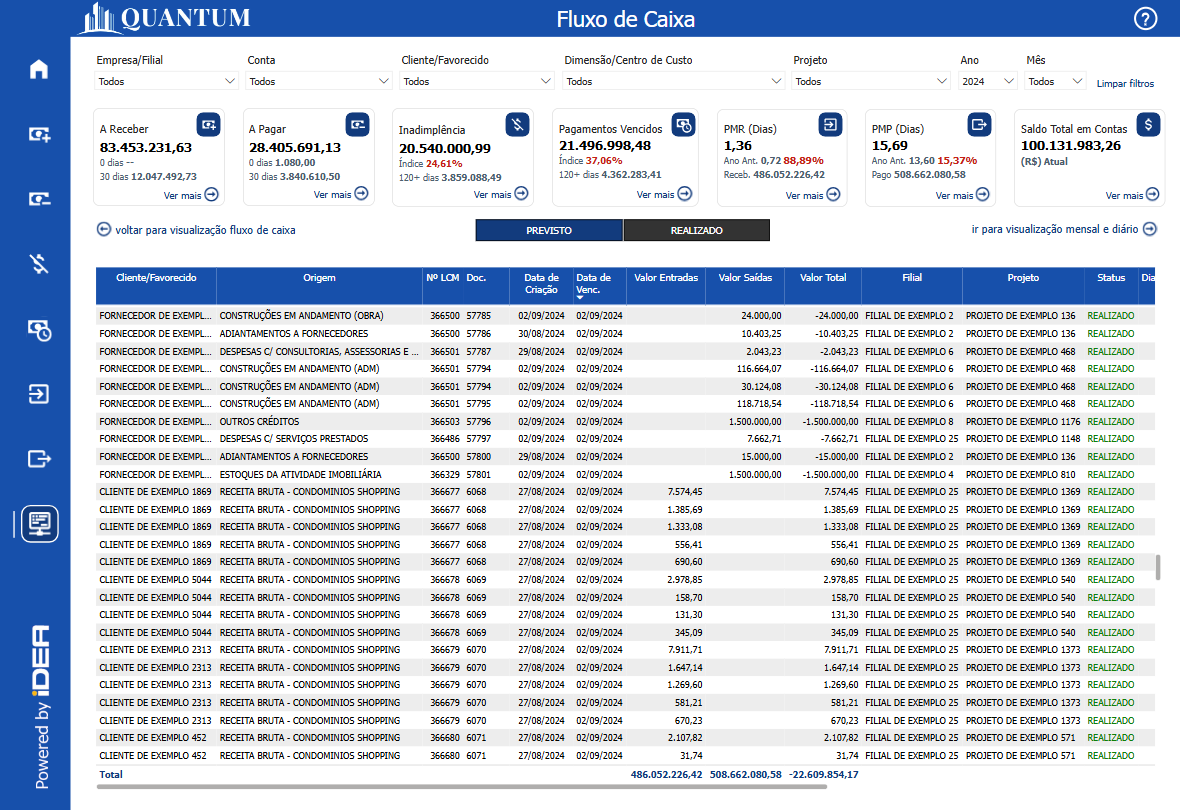 QUANTUM
Fluxo de Caixa
?
Empresa/Filial Conta Cliente/Favorecido Dimensão/Centro de Custo Projeto Ano Mês
Todos Todos Todos Todos Todos 2024 Todos Limpar filtros
A Receber
83.453.231,63
0 dias --
30 dias 12.047.492,73
Ver mais
A Pagar
28.405.691,13
0 dias 1.080,00
30 dias 3.840.610,50
Ver mais
Inadimplência
20.540.000,99
Índice 24,61%
120+ dias 3.859.088,49
Ver mais
Pagamentos Vencidos
21.496.998,48
Índice 37,06%
120+ dias 4.362.283,41
Ver mais
PMR (Dias)
1,36
Ano Ant. 0,72 88,89%
Receb. 486.052.226,42
Ver mais
PMP (Dias)
15,69
Ano Ant. 13,60 15,37%
Pago 508.662.080,58
Ver mais
$
Saldo Total em Contas
100.131.983,26
(R$) Atual
Ver mais
voltar para visualização fluxo de caixa PREVISTO REALIZADO ir para visualização mensal e diário
Cliente/Favorecido Origem Nº LCM Doc. Data de Criação Data de Venc. Valor Entradas Valor Saídas Valor Total Filial Projeto Status Dia
FORNECEDOR DE EXEMPL... CONSTRUÇÕES EM ANDAMENTO (OBRA) 366500 57785 02/09/2024 02/09/2024 24.000,00 -24.000,00 FILIAL DE EXEMPLO 2 PROJETO DE EXEMPLO 136 REALIZADO
FORNECEDOR DE EXEMPL... ADIANTAMENTOS A FORNECEDORES 366500 57786 30/08/2024 02/09/2024 10.403,25 -10.403,25 FILIAL DE EXEMPLO 2 PROJETO DE EXEMPLO 136 REALIZADO
FORNECEDOR DE EXEMPL... DESPESAS C/ CONSULTORIAS, ASSESSORIAS E ... 366501 57787 29/08/2024 02/09/2024 2.043,23 -2.043,23 FILIAL DE EXEMPLO 6 PROJETO DE EXEMPLO 468 REALIZADO
FORNECEDOR DE EXEMPL... CONSTRUÇÕES EM ANDAMENTO (ADM) 366501 57794 02/09/2024 02/09/2024 116.664,07 -116.664,07 FILIAL DE EXEMPLO 6 PROJETO DE EXEMPLO 468 REALIZADO
FORNECEDOR DE EXEMPL... CONSTRUÇÕES EM ANDAMENTO (ADM) 366501 57794 02/09/2024 02/09/2024 30.124,08 -30.124,08 FILIAL DE EXEMPLO 6 PROJETO DE EXEMPLO 468 REALIZADO
FORNECEDOR DE EXEMPL... CONSTRUÇÕES EM ANDAMENTO (ADM) 366501 57795 02/09/2024 02/09/2024 118.718,54 -118.718,54 FILIAL DE EXEMPLO 6 PROJETO DE EXEMPLO 468 REALIZADO
FORNECEDOR DE EXEMPL... OUTROS CRÉDITOS 366503 57796 02/09/2024 02/09/2024 1.500.000,00 -1.500.000,00 FILIAL DE EXEMPLO 8 PROJETO DE EXEMPLO 1176 REALIZADO
FORNECEDOR DE EXEMPL... DESPESAS C/ SERVIÇOS PRESTADOS 366486 57797 02/09/2024 02/09/2024 7.662,71 -7.662,71 FILIAL DE EXEMPLO 25 PROJETO DE EXEMPLO 1148 REALIZADO
FORNECEDOR DE EXEMPL... ADIANTAMENTOS A FORNECEDORES 366500 57800 29/08/2024 02/09/2024 15.000,00 -15.000,00 FILIAL DE EXEMPLO 2 PROJETO DE EXEMPLO 136 REALIZADO
FORNECEDOR DE EXEMPL... ESTOQUES DA ATIVIDADE IMOBILIÁRIA 366329 57801 02/09/2024 02/09/2024 1.500.000,00 -1.500.000,00 FILIAL DE EXEMPLO 4 PROJETO DE EXEMPLO 810 REALIZADO
CLIENTE DE EXEMPLO 1869 RECEITA BRUTA - CONDOMINIOS SHOPPING 366677 6068 27/08/2024 02/09/2024 7.574,45 7.574,45 FILIAL DE EXEMPLO 25 PROJETO DE EXEMPLO 1369 REALIZADO
CLIENTE DE EXEMPLO 1869 RECEITA BRUTA - CONDOMINIOS SHOPPING 366677 6068 27/08/2024 02/09/2024 1.385,69 1.385,69 FILIAL DE EXEMPLO 25 PROJETO DE EXEMPLO 1369 REALIZADO
CLIENTE DE EXEMPLO 1869 RECEITA BRUTA - CONDOMINIOS SHOPPING 366677 6068 27/08/2024 02/09/2024 1.333,08 1.333,08 FILIAL DE EXEMPLO 25 PROJETO DE EXEMPLO 1369 REALIZADO
CLIENTE DE EXEMPLO 1869 RECEITA BRUTA - CONDOMINIOS SHOPPING 366677 6068 27/08/2024 02/09/2024 556,41 556,41 FILIAL DE EXEMPLO 25 PROJETO DE EXEMPLO 1369 REALIZADO
CLIENTE DE EXEMPLO 1869 RECEITA BRUTA - CONDOMINIOS SHOPPING 366677 6068 27/08/2024 02/09/2024 690,60 690,60 FILIAL DE EXEMPLO 25 PROJETO DE EXEMPLO 1369 REALIZADO
CLIENTE DE EXEMPLO 5044 RECEITA BRUTA - CONDOMINIOS SHOPPING 366678 6069 27/08/2024 02/09/2024 2.978,85 2.978,85 FILIAL DE EXEMPLO 25 PROJETO DE EXEMPLO 540 REALIZADO
CLIENTE DE EXEMPLO 5044 RECEITA BRUTA - CONDOMINIOS SHOPPING 366678 6069 27/08/2024 02/09/2024 158,70 158,70 FILIAL DE EXEMPLO 25 PROJETO DE EXEMPLO 540 REALIZADO
CLIENTE DE EXEMPLO 5044 RECEITA BRUTA - CONDOMINIOS SHOPPING 366678 6069 27/08/2024 02/09/2024 131,30 131,30 FILIAL DE EXEMPLO 25 PROJETO DE EXEMPLO 540 REALIZADO
CLIENTE DE EXEMPLO 5044 RECEITA BRUTA - CONDOMINIOS SHOPPING 366678 6069 27/08/2024 02/09/2024 345,09 345,09 FILIAL DE EXEMPLO 25 PROJETO DE EXEMPLO 540 REALIZADO
CLIENTE DE EXEMPLO 2313 RECEITA BRUTA - CONDOMINIOS SHOPPING 366679 6070 27/08/2024 02/09/2024 7.911,71 7.911,71 FILIAL DE EXEMPLO 25 PROJETO DE EXEMPLO 1373 REALIZADO
CLIENTE DE EXEMPLO 2313 RECEITA BRUTA - CONDOMINIOS SHOPPING 366679 6070 27/08/2024 02/09/2024 1.647,14 1.647,14 FILIAL DE EXEMPLO 25 PROJETO DE EXEMPLO 1373 REALIZADO
CLIENTE DE EXEMPLO 2313 RECEITA BRUTA - CONDOMINIOS SHOPPING 366679 6070 27/08/2024 02/09/2024 1.269,60 1.269,60 FILIAL DE EXEMPLO 25 PROJETO DE EXEMPLO 1373 REALIZADO
CLIENTE DE EXEMPLO 2313 RECEITA BRUTA - CONDOMINIOS SHOPPING 366679 6070 27/08/2024 02/09/2024 581,21 581,21 FILIAL DE EXEMPLO 25 PROJETO DE EXEMPLO 1373 REALIZADO
CLIENTE DE EXEMPLO 2313 RECEITA BRUTA - CONDOMINIOS SHOPPING 366679 6070 27/08/2024 02/09/2024 670,23 670,23 FILIAL DE EXEMPLO 25 PROJETO DE EXEMPLO 1373 REALIZADO
CLIENTE DE EXEMPLO 452 RECEITA BRUTA - CONDOMINIOS SHOPPING 366680 6071 27/08/2024 02/09/2024 2.107,82 2.107,82 FILIAL DE EXEMPLO 25 PROJETO DE EXEMPLO 571 REALIZADO
CLIENTE DE EXEMPLO 452 RECEITA BRUTA - CONDOMINIOS SHOPPING 366680 6071 27/08/2024 02/09/2024 31,74 31,74 FILIAL DE EXEMPLO 25 PROJETO DE EXEMPLO 571 REALIZADO
Total 486.052.226,42 508.662.080,58 -22.609.854,17
Powered by iDEA